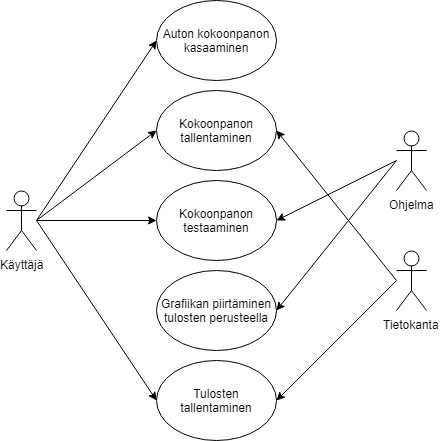 Auton kokoonpanon
kasaaminen
Kokoonpanon
tallentaminen
Kokoonpanon
testaaminen
Grafiikan piirtäminen
tulosten perusteella
Tulosten
tallentaminen
Käyttäjä
Ohjelma
Tietokanta